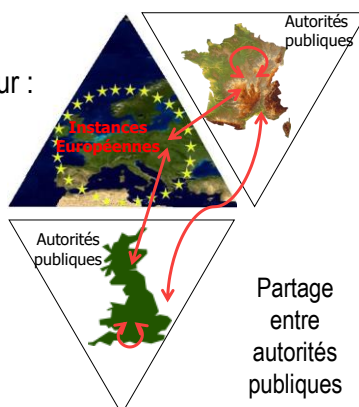 Autorités
publiques
ur :
Instances
Européennes
Autorités
publiques
Partage
entre
autorités
publiques